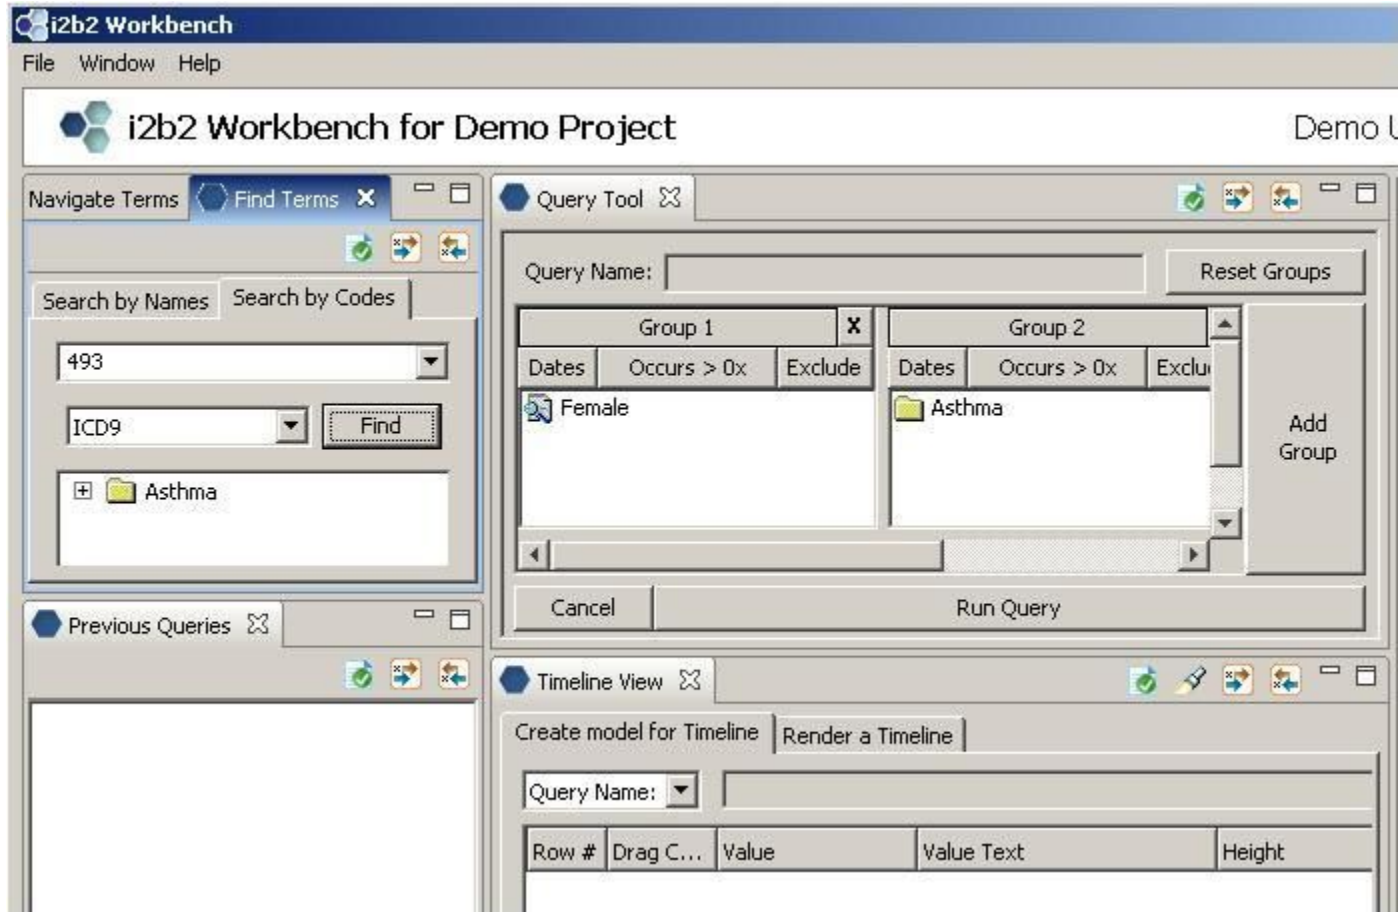 i2b2 Workbench
File Window Help
i2b2 Workbench for Demo Project
Demo
Navigate Terms
Find Terms
Search by Names
Search by Codes
493
ICD9
Find
Asthma
Previous Queries
Query Tool
Query Name:
Reset Groups
Group 1
X
Group 2
Dates
Occurs > 0x
Exclude
Dates
Occurs > 0x
Exclu
Female
Asthma
Add
Group
Cancel
Run Query
Timeline View
Create model for Timeline
Render a Timeline
Query Name:
Row #
Drag C...
Value
Value Text
Height